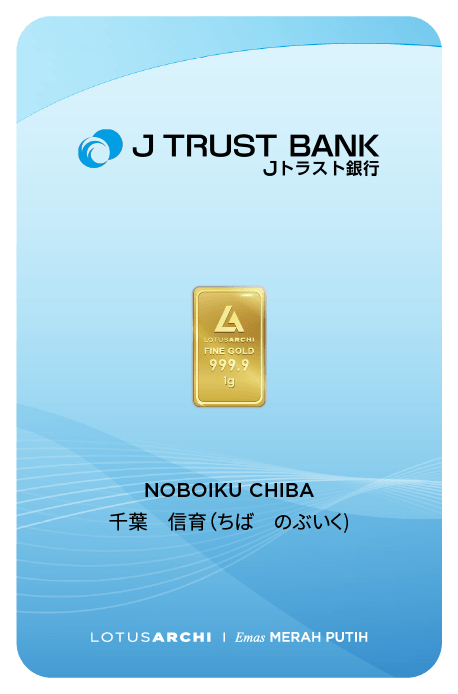 J TRUST BANK
Jトラスト銀行
LA
LOTUSARCHI
FINE GOLD
999.9
1g
NOBOIKU CHIBA
千葉　信育（ちば　のぶいく)
LOTUSARCHI | Emas MERAH PUTIH